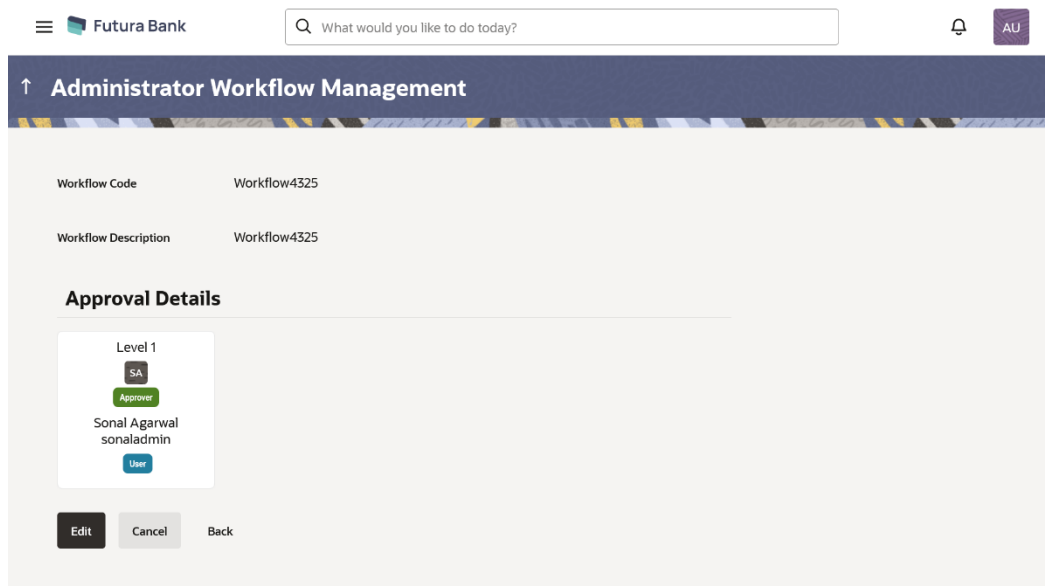 Futura Bank
What would you like to do today?
AU
↑ Administrator Workflow Management
Workflow Code Workflow4325
Workflow Description Workflow4325
Approval Details
Level 1
SA
Approver
Sonal Agarwal
sonaladmin
User
Edit Cancel Back